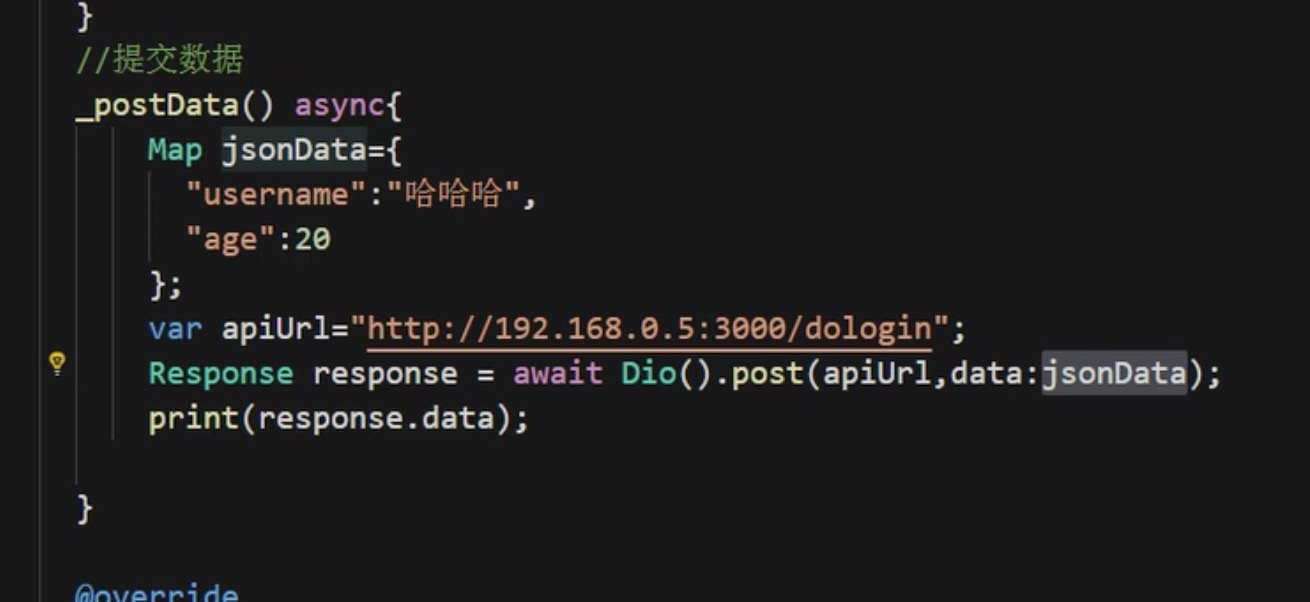 }
//提交数据
_postData() async{
Map jsonData={
"username":"哈哈哈",
"age":20
};
var apiUrl="http://192.168.0.5:3000/dologin";
Response response = await Dio().post(apiUrl,data:jsonData);
print(response.data);
}
@override